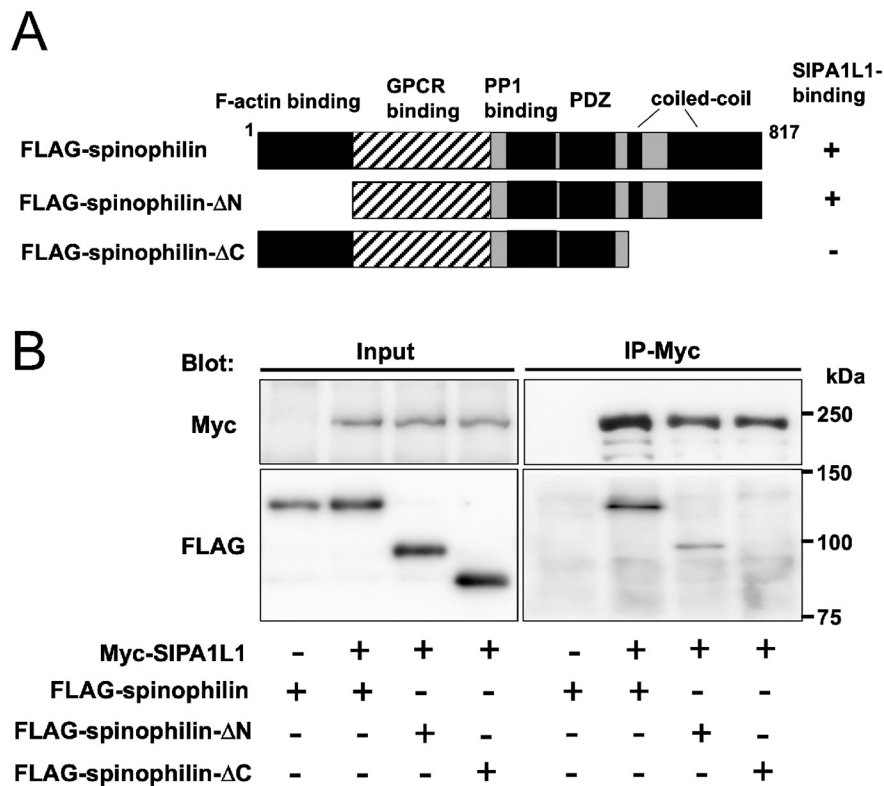 A
F-actin binding
GPCR
binding
PP1
binding
PDZ
coiled-coil
SIPA1L1-
binding
1
817
FLAG-spinophilin
+
FLAG-spinophilin-ΔN
+
FLAG-spinophilin-ΔC
-
B
Blot:
Input
IP-Myc
kDa
Myc
250
150
FLAG
100
75
Myc-SIPA1L1 - + + + - + + +
FLAG-spinophilin + + - - + + - -
FLAG-spinophilin-ΔN - - + - - - + -
FLAG-spinophilin-ΔC - - - + - - - +